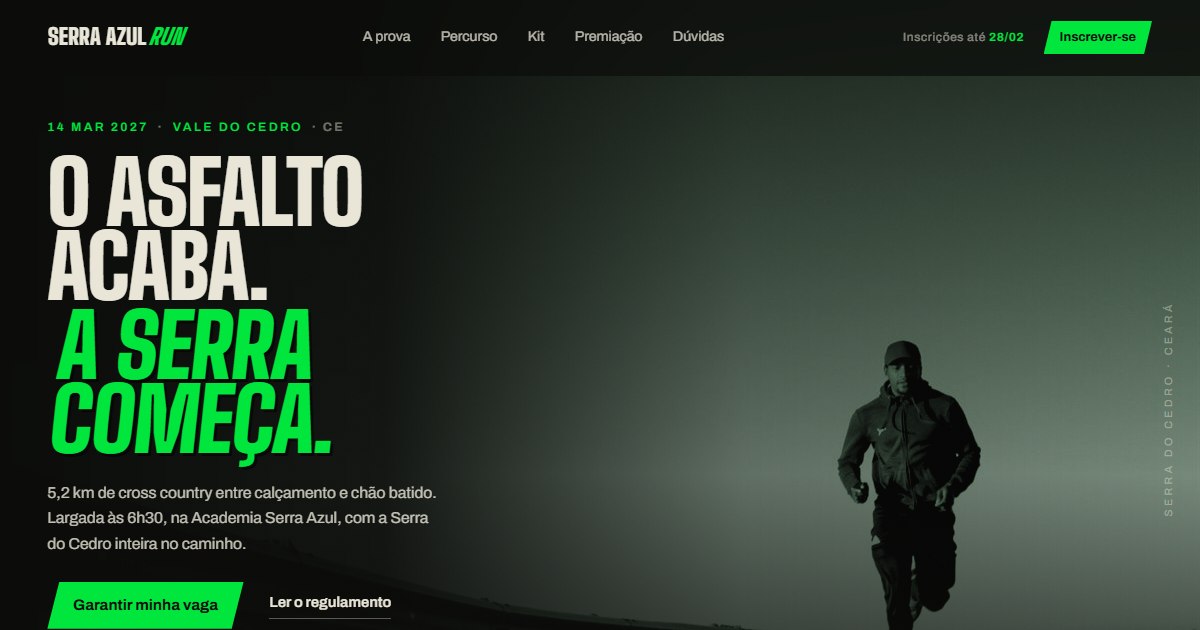 SERRA AZUL RUN
A prova
Percurso
Kit
Premiação
Dúvidas
Inscrições até 28/02
Inscrever-se
14 MAR 2027 · VALE DO CEDRO · CE
O ASFALTO
ACABA.
A SERRA
COMEÇA.
5,2 km de cross country entre calçamento e chão batido.
Largada às 6h30, na Academia Serra Azul, com a Serra
do Cedro inteira no caminho.
Garantir minha vaga
Ler o regulamento
SERRA DO CEDRO · CEARÁ